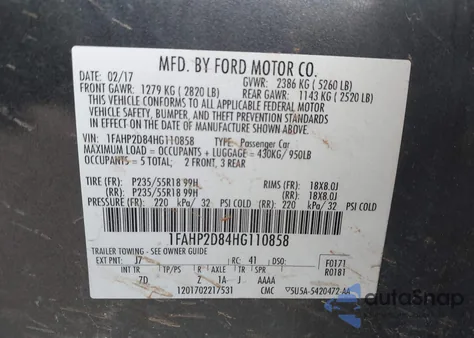 MFD. BY FORD MOTOR CO.
DATE: 02/17 GVWR: 2386 KG ( 5260 LB)
FRONT GAWR: 1279 KG ( 2820 LB) REAR GAWR: 1143 KG ( 2520 LB)
THIS VEHICLE CONFORMS TO ALL APPLICABLE FEDERAL MOTOR
VEHICLE SAFETY, BUMPER, AND THEFT PREVENTION STANDARDS
IN EFFECT ON THE DATE OF MANUFACTURE SHOWN ABOVE.
VIN: 1FAHP2D84HG110858 TYPE: Passenger Car
MAXIMUM LOAD = OCCUPANTS + LUGGAGE = 430KG/950LB
OCCUPANTS = 5 TOTAL; 2 FRONT, 3 REAR
TIRE (FR): P235/55R18 99H RIMS (FR): 18X8.0J
(RR): P235/55R18 99H (RR): 18X8.0J
PRESSURE (FR): 220 kPA/ 32 PSI COLD (RR): 220 kPA/ 32 PSI COLD
1FAHP2D84HG110858
TRAILER TOWING - SEE OWNER GUIDE
EXT PNT: J7 RC: 41 DSO: F0171
INT TR TP/PS R AXLE TR SPR R0181
7D Z 1A J AAAA
1201702217531 CMC 5U5A-5420472-AA
autoSnap